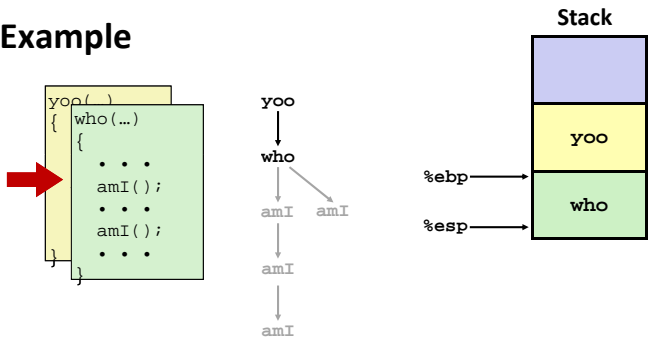 Example
Stack
yoo(…)
{
}
who(…)
{
• • •
amI();
• • •
amI();
• • •
}
yoo
who
amI amI
amI
amI
%ebp
%esp
yoo
who